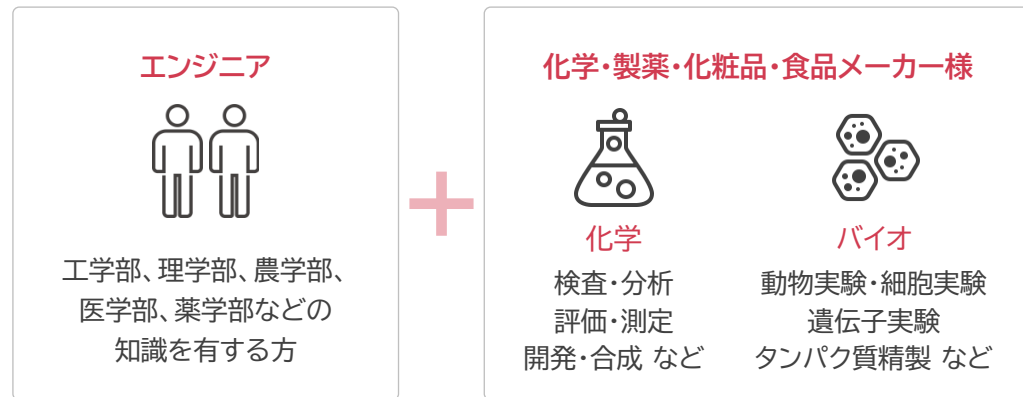 エンジニア
工学部、理学部、農学部、
医学部、薬学部などの
知識を有する方
化学・製薬・化粧品・食品メーカー様
化学
検査・分析
評価・測定
開発・合成 など
バイオ
動物実験・細胞実験
遺伝子実験
タンパク質精製 など